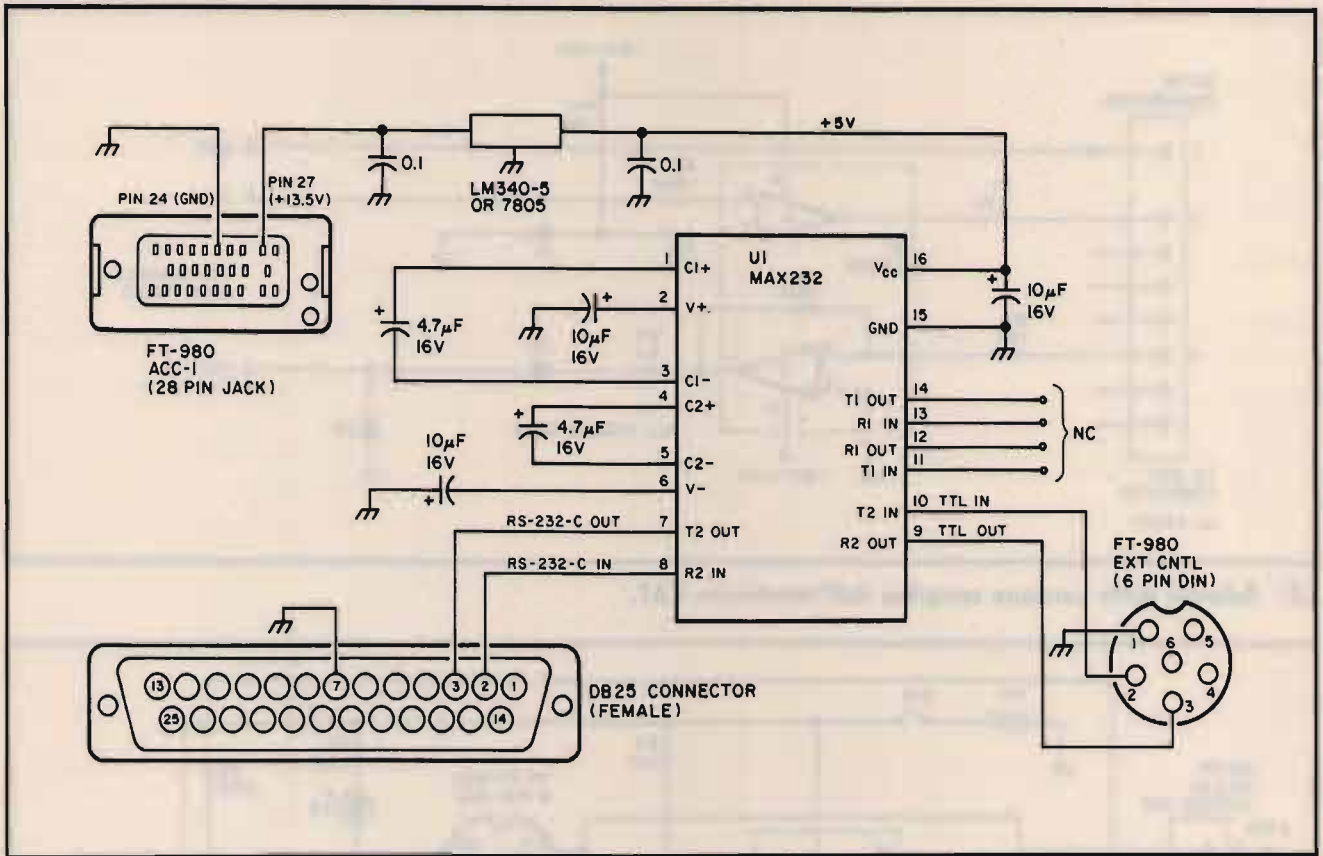 +5V
0.1
0.1
LM340-5
OR 7805
PIN 24 (GND)
PIN 27
(+13.5V)
FT-980
ACC-1
(28 PIN JACK)
U1
MAX232
1 C1+
2 V+
3 C1-
4 C2+
5 C2-
6 V-
7 T2 OUT
8 R2 IN
VCC 16
GND 15
T1 OUT 14
R1 IN 13
R1 OUT 12
T1 IN 11
T2 IN 10 TTL IN
R2 OUT 9 TTL OUT
+
4.7µF
16V
+
10µF
16V
+
4.7µF
16V
10µF
16V
+
+
10µF
16V
NC
RS-232-C OUT
RS-232-C IN
FT-980
EXT CNTL
(6 PIN DIN)
1
5
6
2
4
3
13
7
3
2
1
25
14
DB25 CONNECTOR
(FEMALE)